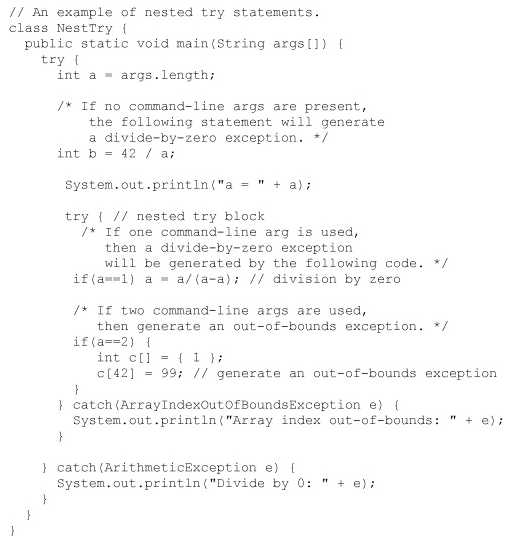 // An example of nested try statements.
class NestTry {
  public static void main(String args[]) {
    try {
      int a = args.length;

      /* If no command-line args are present,
          the following statement will generate
          a divide-by-zero exception. */
      int b = 42 / a;

       System.out.println("a = " + a);

       try { // nested try block
         /* If one command-line arg is used,
            then a divide-by-zero exception
            will be generated by the following code. */
        if(a==1) a = a/(a-a); // division by zero

        /* If two command-line args are used,
           then generate an out-of-bounds exception. */
        if(a==2) {
           int c[] = { 1 };
           c[42] = 99; // generate an out-of-bounds exception
        }
      } catch(ArrayIndexOutOfBoundsException e) {
        System.out.println("Array index out-of-bounds: " + e);
      }

    } catch(ArithmeticException e) {
      System.out.println("Divide by 0: " + e);
    }
  }
}